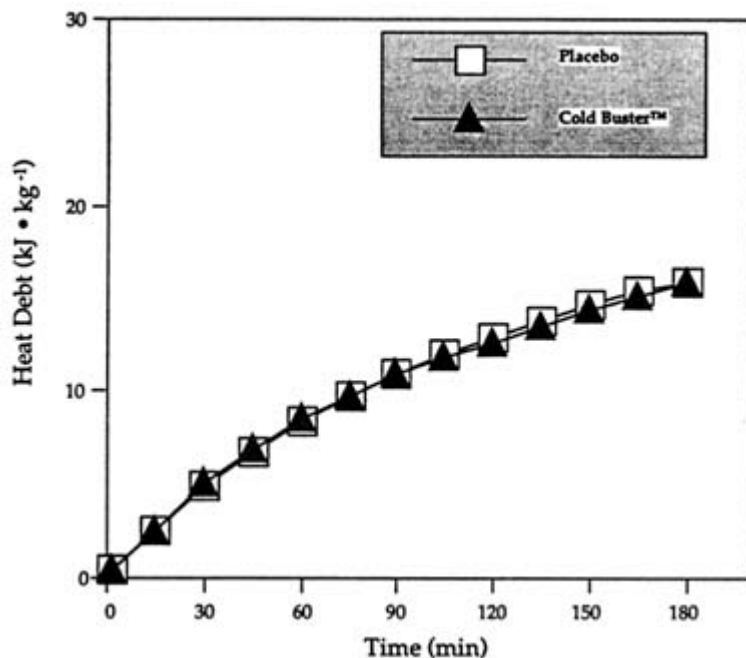 30
20
10
0
Heat Debt (kJ • kg⁻¹)
Placebo
Cold Buster™
0 30 60 90 120 150 180
Time (min)